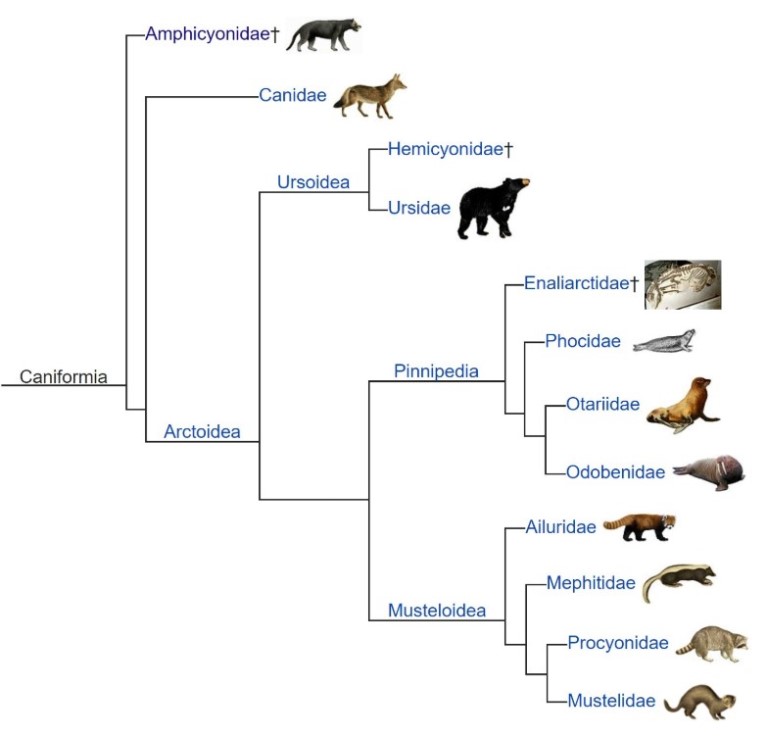 Amphicyonidae†
Canidae
Hemicyonidae†
Ursoidea
Ursidae
Enaliarctidae†
Phocidae
Pinnipedia
Caniformia
Otariidae
Arctoidea
Odobenidae
Ailuridae
Mephitidae
Musteloidea
Procyonidae
Mustelidae